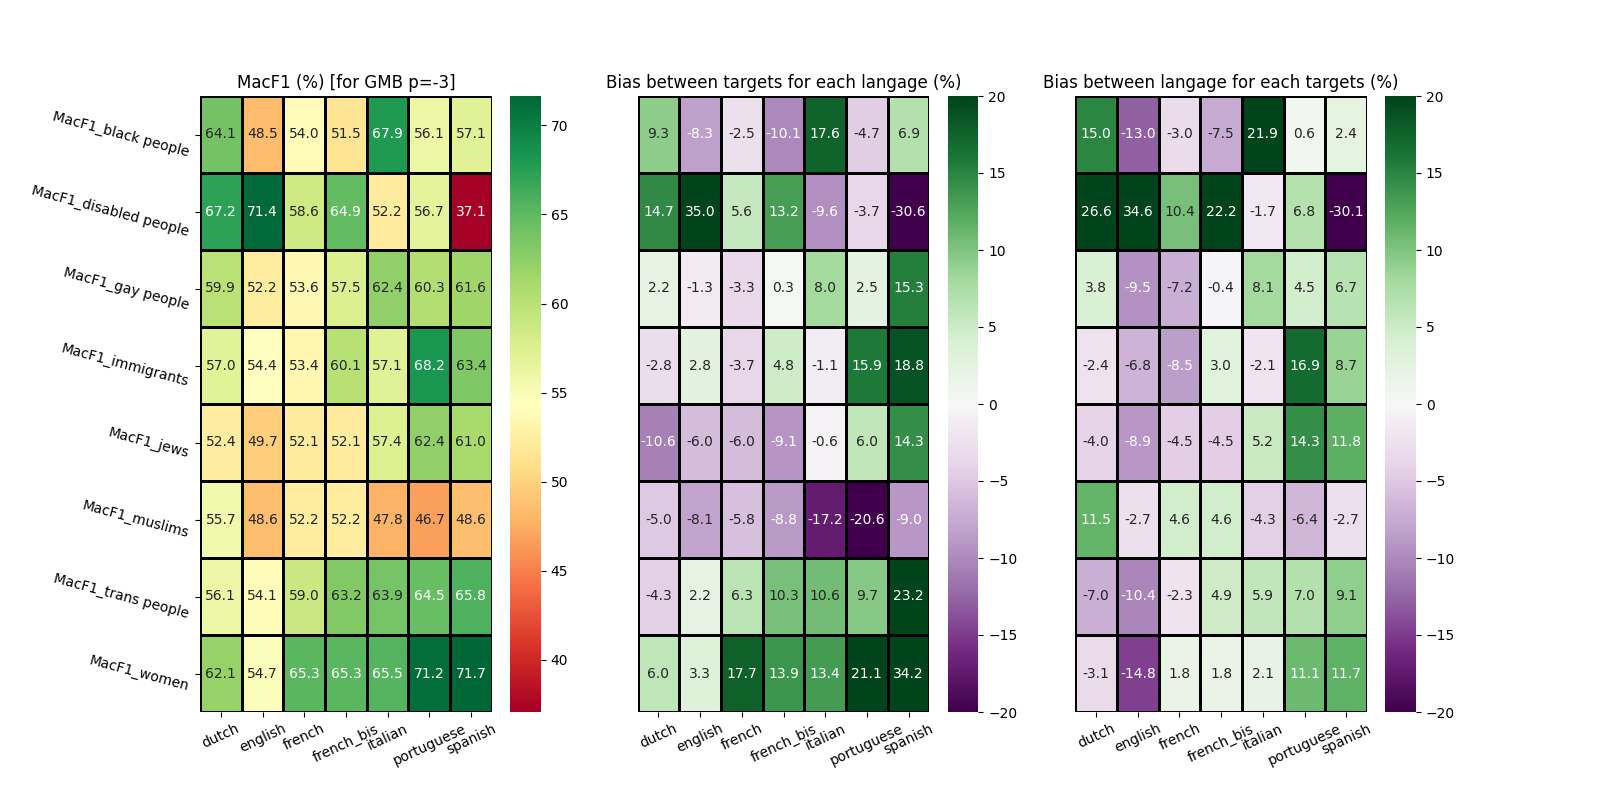 MacF1 (%) [for GMB p=-3]
MacF1_black people
64.1 48.5 54.0 51.5 67.9 56.1 57.1
MacF1_disabled people
67.2 71.4 58.6 64.9 52.2 56.7 37.1
MacF1_gay people
59.9 52.2 53.6 57.5 62.4 60.3 61.6
MacF1_immigrants
57.0 54.4 53.4 60.1 57.1 68.2 63.4
MacF1_jews
52.4 49.7 52.1 52.1 57.4 62.4 61.0
MacF1_muslims
55.7 48.6 52.2 52.2 47.8 46.7 48.6
MacF1_trans people
56.1 54.1 59.0 63.2 63.9 64.5 65.8
MacF1_women
62.1 54.7 65.3 65.3 65.5 71.2 71.7
dutch english french french_bis italian portuguese spanish
70
65
60
55
50
45
40
Bias between targets for each langage (%)
9.3 -8.3 -2.5 -10.1 17.6 -4.7 6.9
14.7 35.0 5.6 13.2 -9.6 -3.7 -30.6
2.2 -1.3 -3.3 0.3 8.0 2.5 15.3
-2.8 2.8 -3.7 4.8 -1.1 15.9 18.8
-10.6 -6.0 -6.0 -9.1 -0.6 6.0 14.3
-5.0 -8.1 -5.8 -8.8 -17.2 -20.6 -9.0
-4.3 2.2 6.3 10.3 10.6 9.7 23.2
6.0 3.3 17.7 13.9 13.4 21.1 34.2
dutch english french french_bis italian portuguese spanish
20
15
10
5
0
−5
−10
−15
−20
Bias between langage for each targets (%)
15.0 -13.0 -3.0 -7.5 21.9 0.6 2.4
26.6 34.6 10.4 22.2 -1.7 6.8 -30.1
3.8 -9.5 -7.2 -0.4 8.1 4.5 6.7
-2.4 -6.8 -8.5 3.0 -2.1 16.9 8.7
-4.0 -8.9 -4.5 -4.5 5.2 14.3 11.8
11.5 -2.7 4.6 4.6 -4.3 -6.4 -2.7
-7.0 -10.4 -2.3 4.9 5.9 7.0 9.1
-3.1 -14.8 1.8 1.8 2.1 11.1 11.7
dutch english french french_bis italian portuguese spanish
20
15
10
5
0
−5
−10
−15
−20